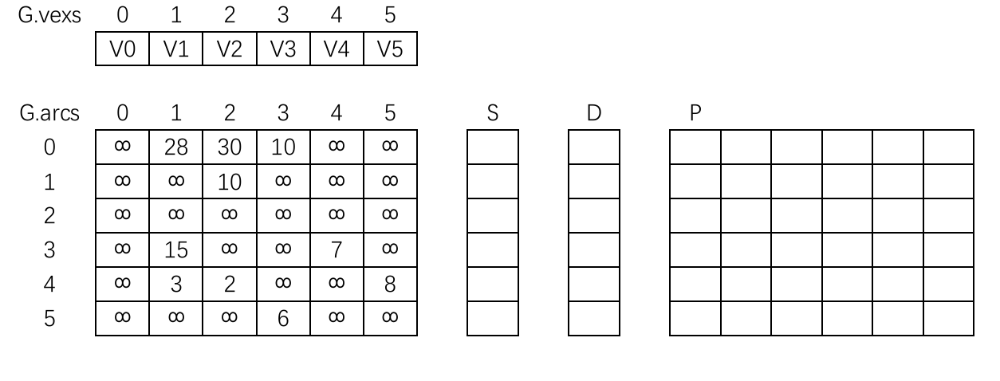 G.vexs 0 1 2 3 4 5
V0 V1 V2 V3 V4 V5
G.arcs 0 1 2 3 4 5 S D P
0 ∞ 28 30 10 ∞ ∞
1 ∞ ∞ 10 ∞ ∞ ∞
2 ∞ ∞ ∞ ∞ ∞ ∞
3 ∞ 15 ∞ ∞ 7 ∞
4 ∞ 3 2 ∞ ∞ 8
5 ∞ ∞ ∞ 6 ∞ ∞